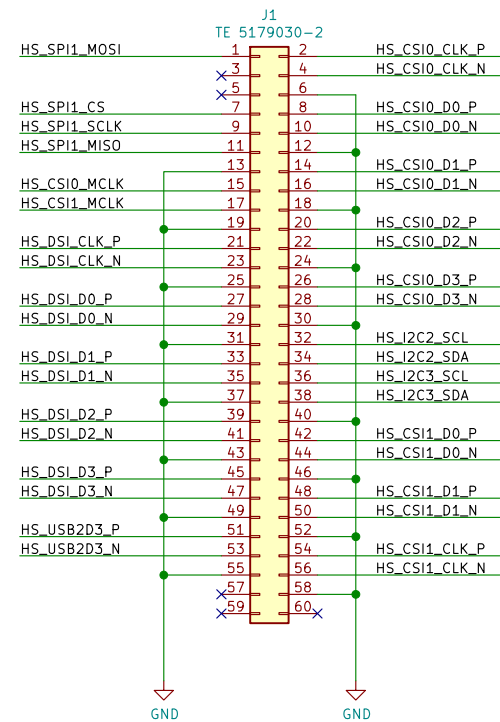 J1
TE 5179030-2
HS_SPI1_MOSI 1 2 HS_CSI0_CLK_P
3 4 HS_CSI0_CLK_N
5 6
HS_SPI1_CS 7 8 HS_CSI0_D0_P
HS_SPI1_SCLK 9 10 HS_CSI0_D0_N
HS_SPI1_MISO 11 12
13 14 HS_CSI0_D1_P
HS_CSI0_MCLK 15 16 HS_CSI0_D1_N
HS_CSI1_MCLK 17 18
19 20 HS_CSI0_D2_P
HS_DSI_CLK_P 21 22 HS_CSI0_D2_N
HS_DSI_CLK_N 23 24
25 26 HS_CSI0_D3_P
HS_DSI_D0_P 27 28 HS_CSI0_D3_N
HS_DSI_D0_N 29 30
31 32 HS_I2C2_SCL
HS_DSI_D1_P 33 34 HS_I2C2_SDA
HS_DSI_D1_N 35 36 HS_I2C3_SCL
37 38 HS_I2C3_SDA
HS_DSI_D2_P 39 40
HS_DSI_D2_N 41 42 HS_CSI1_D0_P
43 44 HS_CSI1_D0_N
HS_DSI_D3_P 45 46
HS_DSI_D3_N 47 48 HS_CSI1_D1_P
49 50 HS_CSI1_D1_N
HS_USB2D3_P 51 52
HS_USB2D3_N 53 54 HS_CSI1_CLK_P
55 56 HS_CSI1_CLK_N
57 58
59 60
GND GND